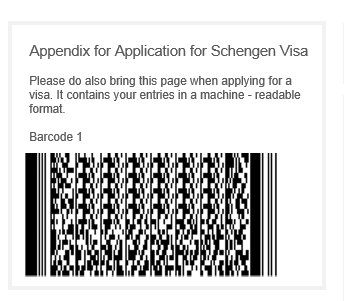 Appendix for Application for Schengen Visa
Please do also bring this page when applying for a
visa. It contains your entries in a machine - readable
format.
Barcode 1